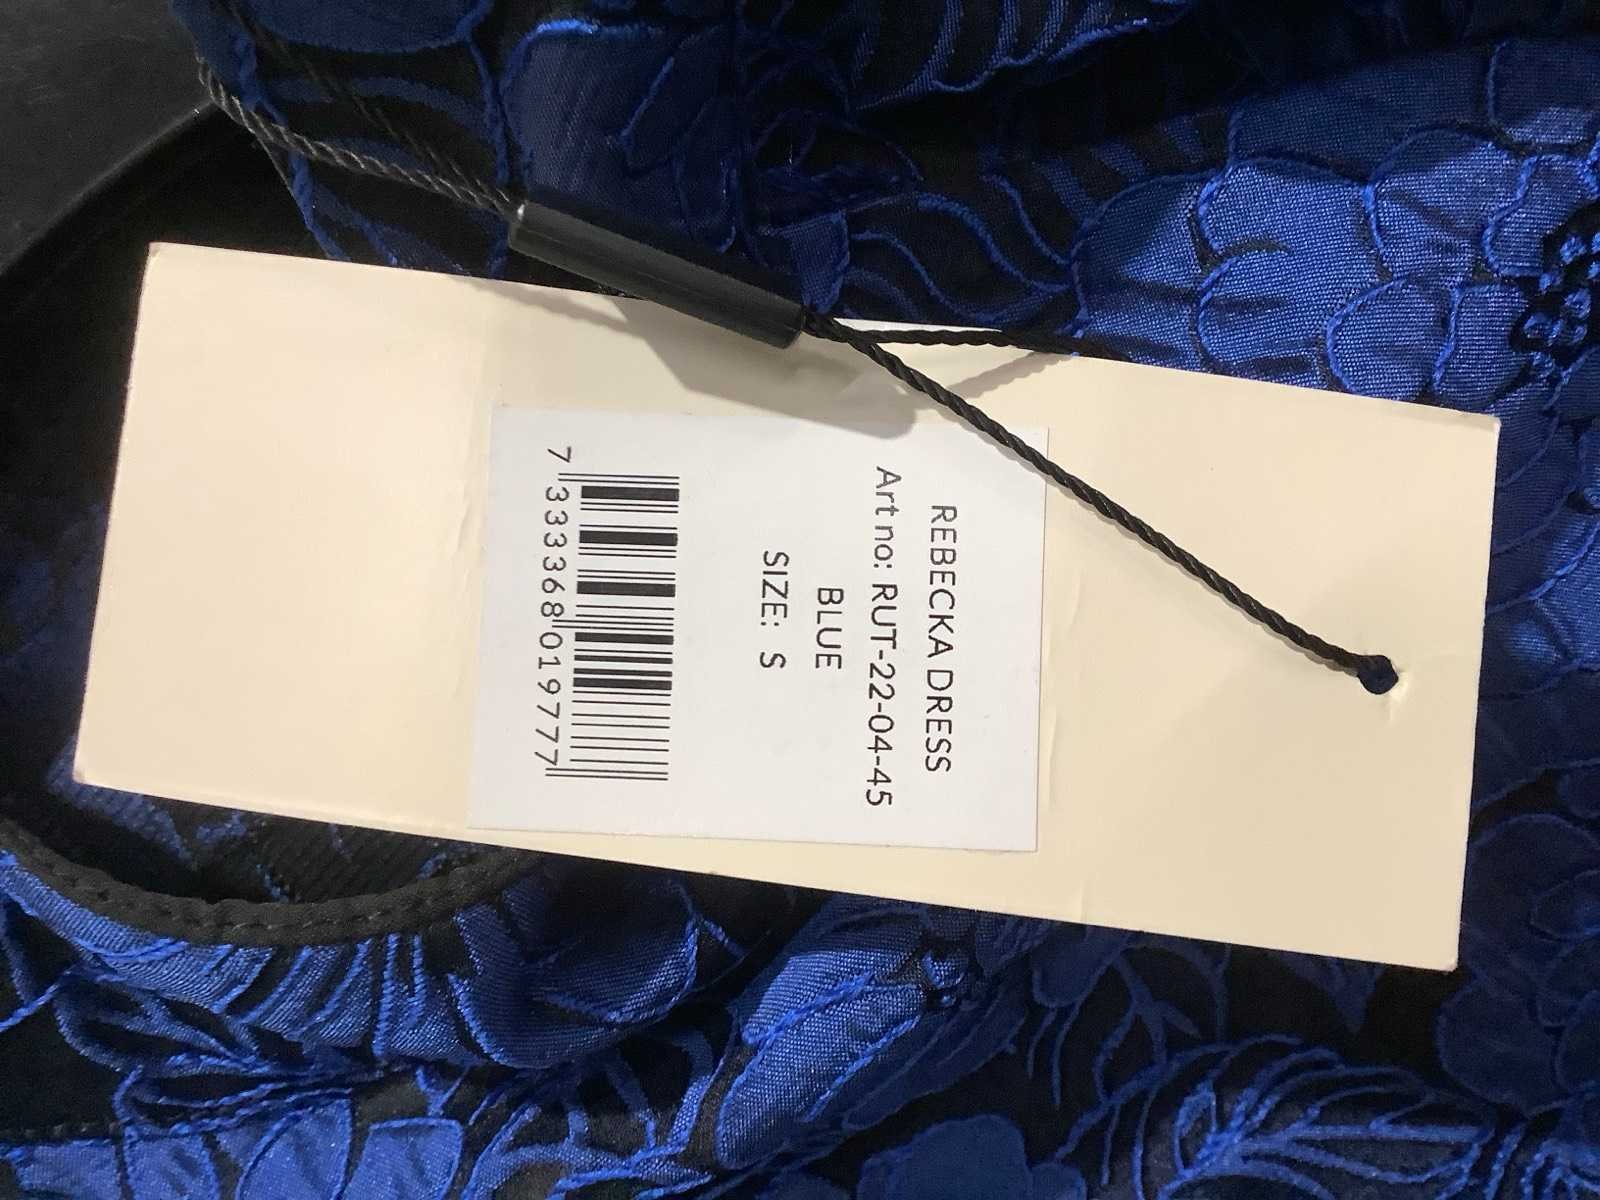 REBECKA DRESS
Art no: RUT-22-04-45
BLUE
SIZE: S
7 333368 019777